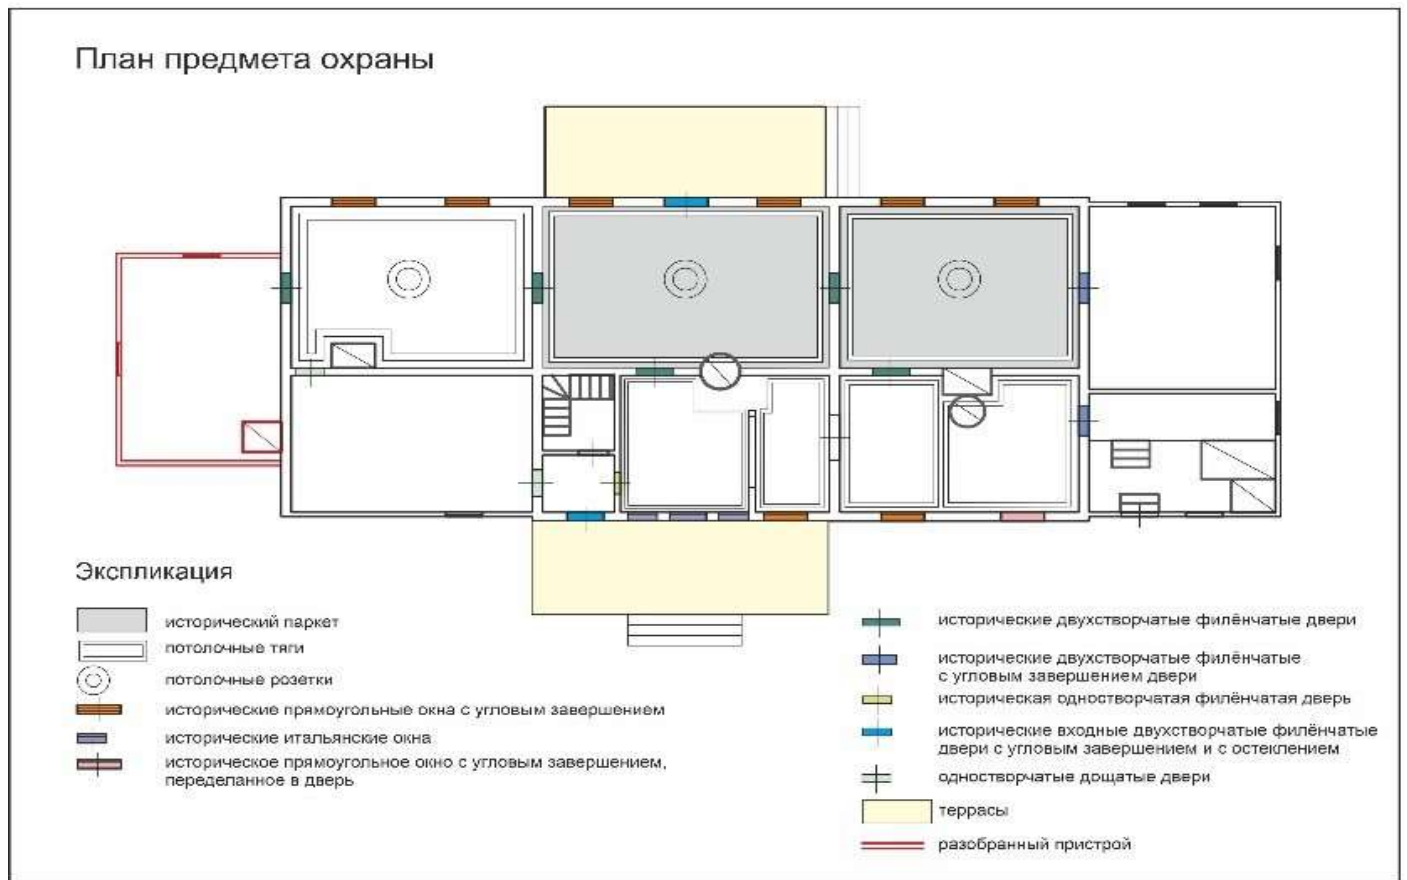 План предмета охраны
Экспликация
исторический паркет
потолочные тяги
потолочные розетки
исторические прямоугольные окна с угловым завершением
исторические итальянские окна
историческое прямоугольное окно с угловым завершением,
переделанное в дверь
исторические двухстворчатые филёнчатые двери
исторические двухстворчатые филёнчатые
с угловым завершением двери
историческая одностворчатая филёнчатая дверь
исторические входные двухстворчатые филёнчатые
двери с угловым завершением и с остеклением
одностворчатые дощатые двери
террасы
разобранный пристрой